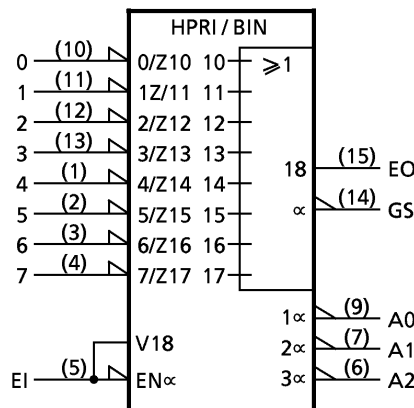 HPRI / BIN
0 (10) 0/Z10 10 ⩾1
1 (11) 1Z/11 11
2 (12) 2/Z12 12
3 (13) 3/Z13 13
4 (1) 4/Z14 14 18 (15) EO
5 (2) 5/Z15 15 ∝ (14) GS
6 (3) 6/Z16 16
7 (4) 7/Z17 17
1∝ (9) A0
V18 2∝ (7) A1
EI (5) EN∝ 3∝ (6) A2